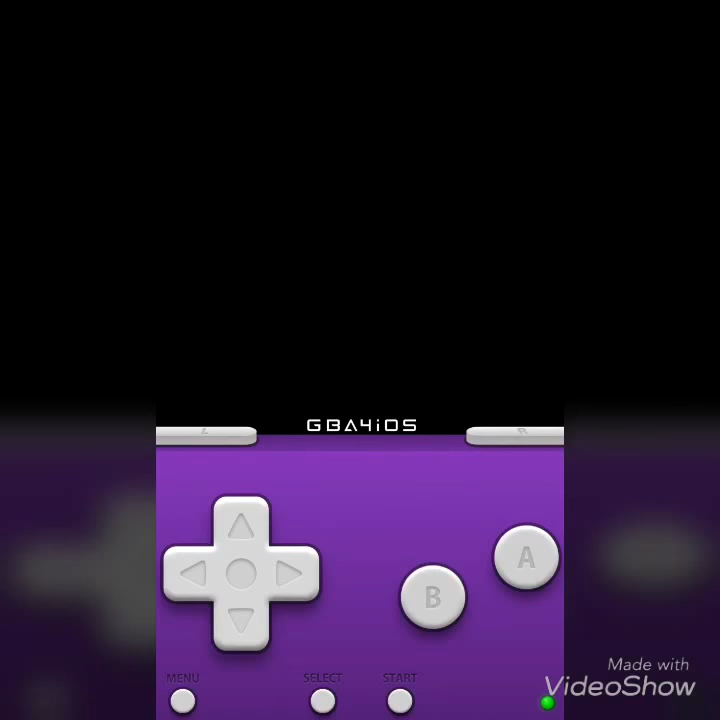 GBA4iOS
L
R
A
B
MENU
SELECT
START
Made with
VideoShow